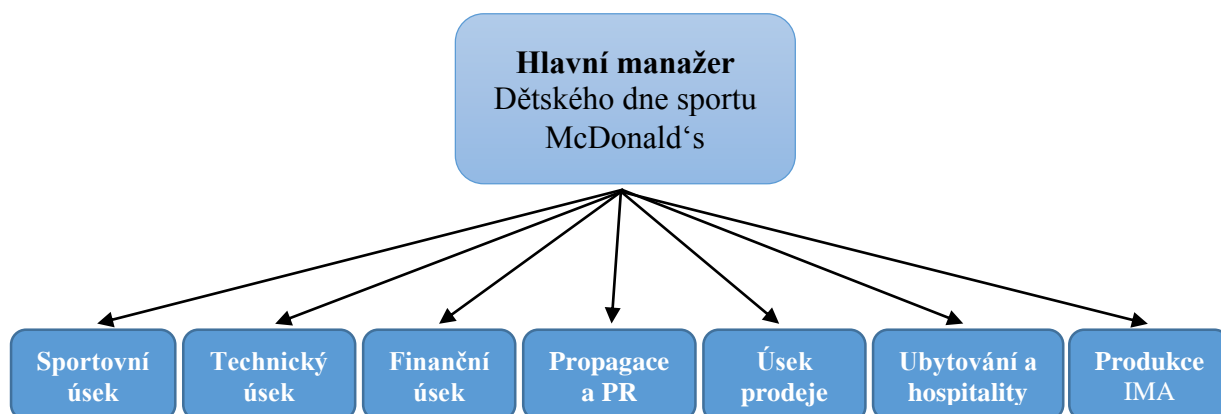 Hlavní manažer
Dětského dne sportu
McDonald‘s
Sportovní
úsek
Technický
úsek
Finanční
úsek
Propagace
a PR
Úsek
prodeje
Ubytování a
hospitality
Produkce
IMA